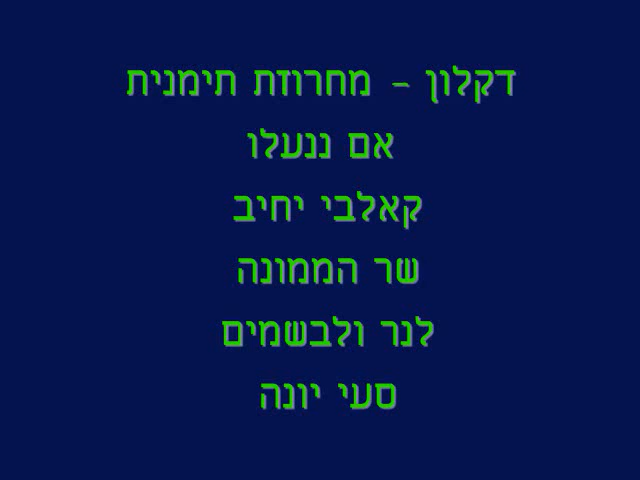 דקלון - מחרוזת תימנית
אם ננעלו
קאלבי יחיב
שר הממונה
לנר ולבשמים
סעי יונה